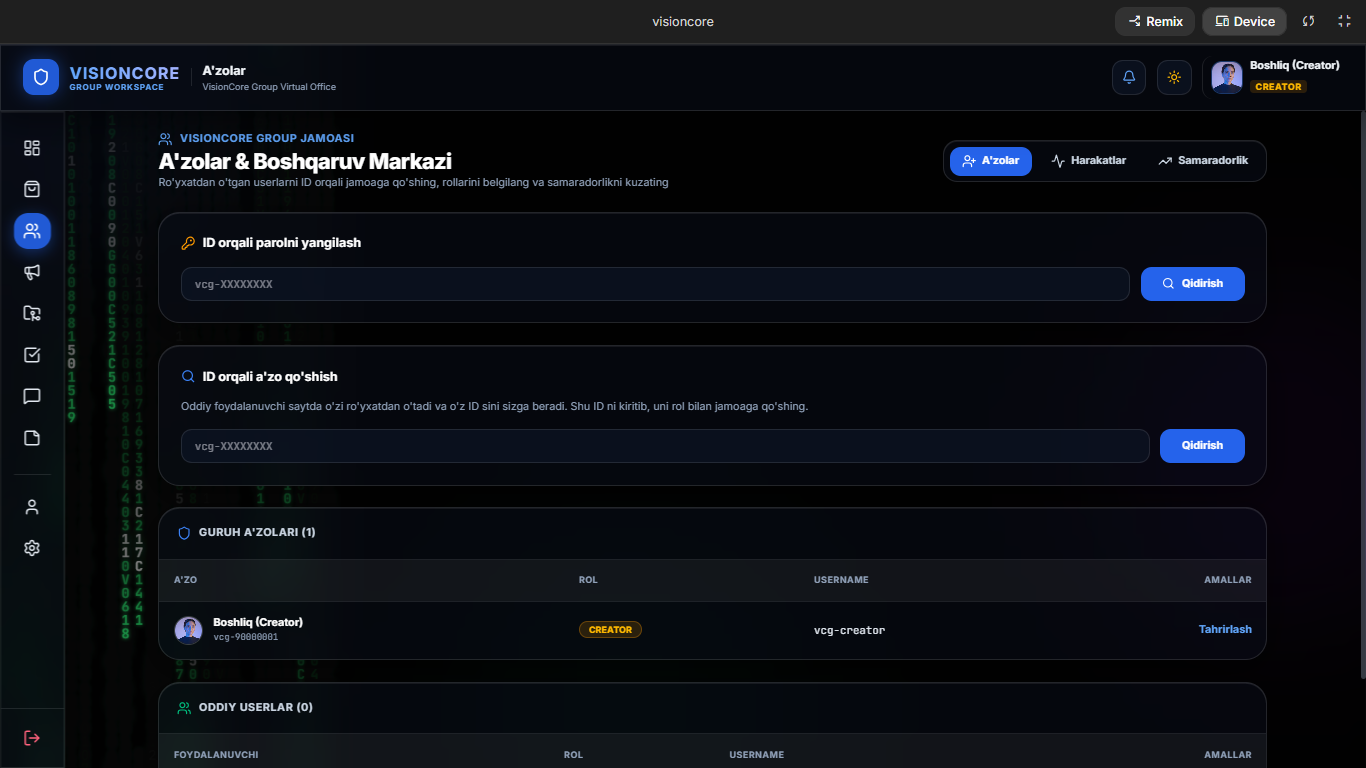 visioncore
Remix
Device
VISIONCORE
GROUP WORKSPACE
A'zolar
VisionCore Group Virtual Office
Boshliq (Creator)
CREATOR
VISIONCORE GROUP JAMOASI
A'zolar & Boshqaruv Markazi
Ro'yxatdan o'tgan userlarni ID orqali jamoaga qo'shing, rollarini belgilang va samaradorlikni kuzating
A'zolar
Harakatlar
Samaradorlik
ID orqali parolni yangilash
vcg-XXXXXXXX
Qidirish
ID orqali a'zo qo'shish
Oddiy foydalanuvchi saytda o'zi ro'yxatdan o'tadi va o'z ID sini sizga beradi. Shu ID ni kiritib, uni rol bilan jamoaga qo'shing.
vcg-XXXXXXXX
Qidirish
GURUH A'ZOLARI (1)
A'ZO ROL USERNAME AMALLAR
Boshliq (Creator)
vcg-90000001
CREATOR
vcg-creator
Tahrirlash
ODDIY USERLAR (0)
FOYDALANUVCHI ROL USERNAME AMALLAR